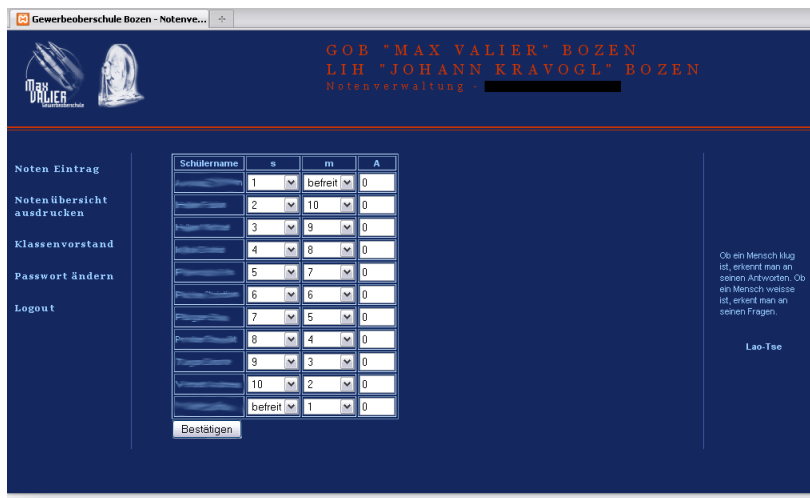 Gewerbeoberschule Bozen - Notenve...
GOB "MAX VALIER" BOZEN
LIH "JOHANN KRAVOGL" BOZEN
Notenverwaltung -
Max
VALIER
Gewerbeoberschule
Noten Eintrag
Notenübersicht
ausdrucken
Klassenvorstand
Passwort ändern
Logout
Schülername s m A
1 befreit 0
2 10 0
3 9 0
4 8 0
5 7 0
6 6 0
7 5 0
8 4 0
9 3 0
10 2 0
befreit 1 0
Bestätigen
Ob ein Mensch klug
ist, erkennt man an
seinen Antworten. Ob
ein Mensch weisse
ist, erkent man an
seinen Fragen.
Lao-Tse